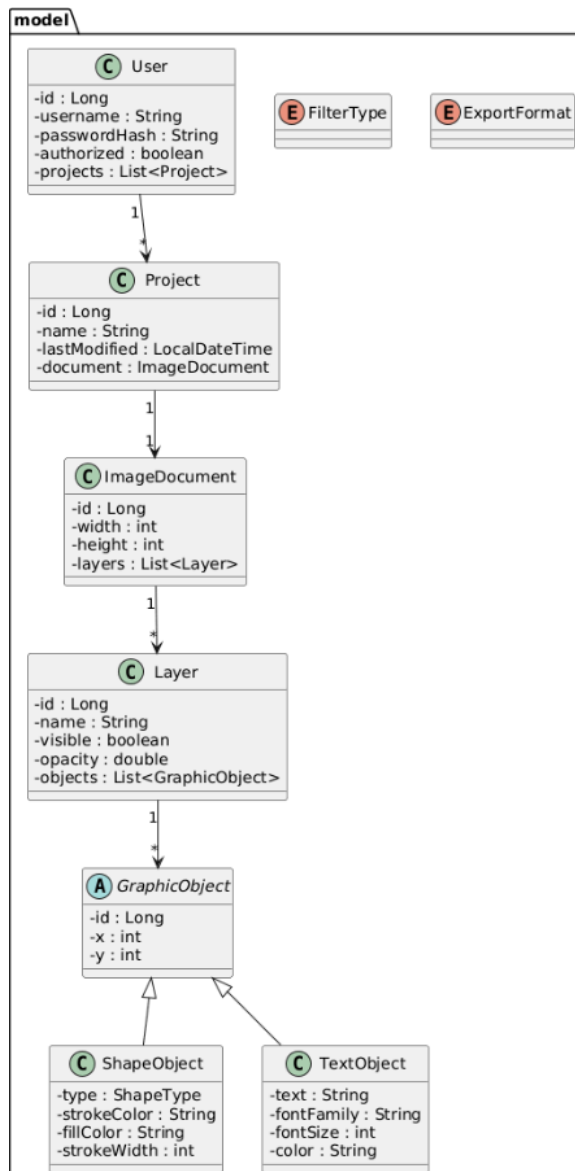 model
C User
-id : Long
-username : String
-passwordHash : String
-authorized : boolean
-projects : List<Project>
E FilterType
E ExportFormat
1
*
C Project
-id : Long
-name : String
-lastModified : LocalDateTime
-document : ImageDocument
1
1
C ImageDocument
-id : Long
-width : int
-height : int
-layers : List<Layer>
1
*
C Layer
-id : Long
-name : String
-visible : boolean
-opacity : double
-objects : List<GraphicObject>
1
*
A GraphicObject
-id : Long
-x : int
-y : int
C ShapeObject
-type : ShapeType
-strokeColor : String
-fillColor : String
-strokeWidth : int
C TextObject
-text : String
-fontFamily : String
-fontSize : int
-color : String